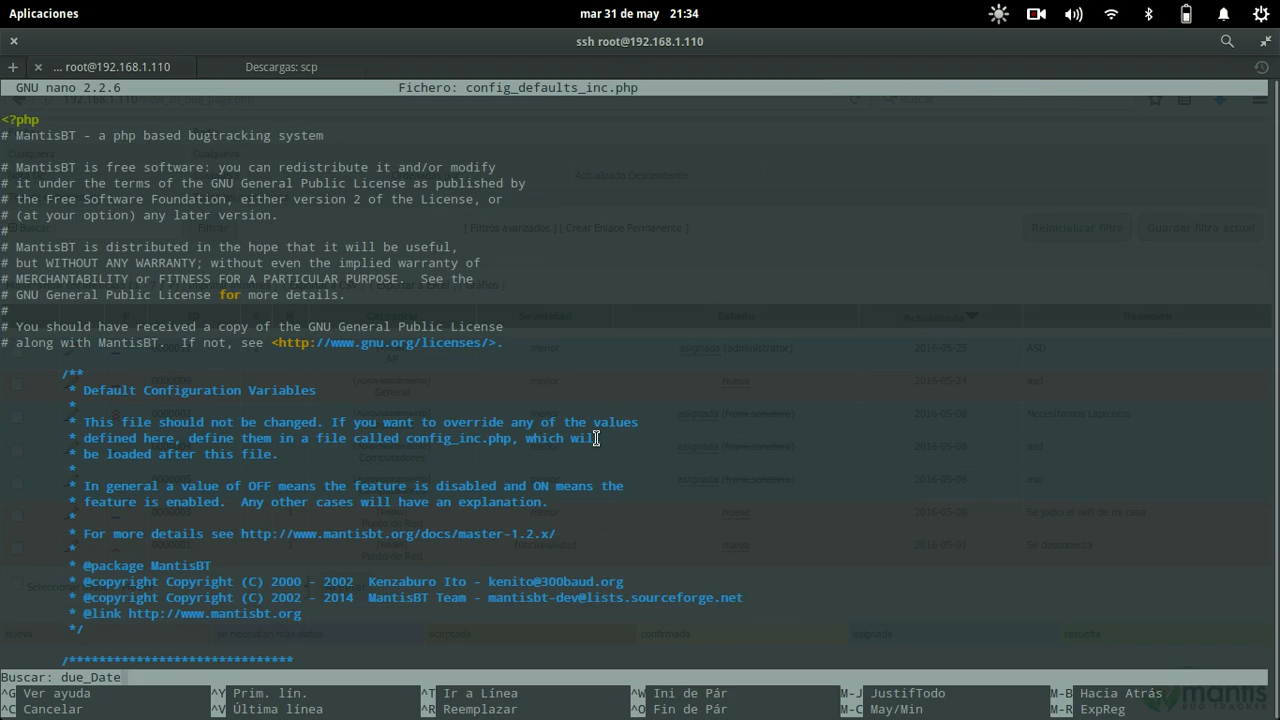 Aplicaciones mar 31 de may 21:34
ssh root@192.168.1.110
... root@192.168.1.110 Descargas: scp
GNU nano 2.2.6 Fichero: config_defaults_inc.php
<?php
# MantisBT - a php based bugtracking system
# MantisBT is free software: you can redistribute it and/or modify
# it under the terms of the GNU General Public License as published by
# the Free Software Foundation, either version 2 of the License, or
# (at your option) any later version.
#
# MantisBT is distributed in the hope that it will be useful,
# but WITHOUT ANY WARRANTY; without even the implied warranty of
# MERCHANTABILITY or FITNESS FOR A PARTICULAR PURPOSE.  See the
# GNU General Public License for more details.
#
# You should have received a copy of the GNU General Public License
# along with MantisBT.  If not, see <http://www.gnu.org/licenses/>.
/**
* Default Configuration Variables
*
* This file should not be changed. If you want to override any of the values
* defined here, define them in a file called config_inc.php, which will
* be loaded after this file.
*
* In general a value of OFF means the feature is disabled and ON means the
* feature is enabled.  Any other cases will have an explanation.
*
* For more details see http://www.mantisbt.org/docs/master-1.2.x/
*
* @package MantisBT
* @copyright Copyright (C) 2000 - 2002  Kenzaburo Ito - kenito@300baud.org
* @copyright Copyright (C) 2002 - 2014  MantisBT Team - mantisbt-dev@lists.sourceforge.net
* @link http://www.mantisbt.org
*/
/******************************
Buscar: due_Date
^G Ver ayuda ^Y Prim. lín. ^T Ir a Línea ^W Ini de Pár M-J JustifTodo M-B Hacia Atrás
^C Cancelar ^V Última línea ^R Reemplazar ^O Fin de Pár M-C May/Min M-R ExpReg